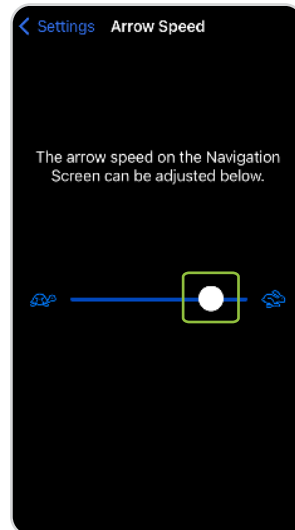 Settings Arrow Speed
The arrow speed on the Navigation
Screen can be adjusted below.